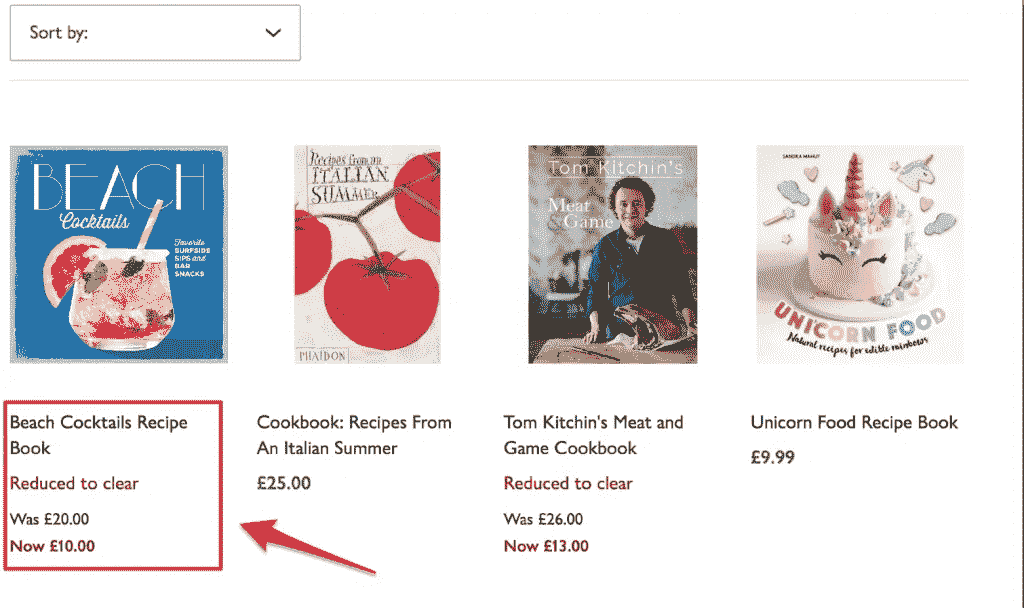 Sort by:
BEACH
Cocktails
Favorite
SURFSIDE
SIPS and
BAR
SNACKS
Recipes from an
ITALIAN
SUMMER
PHAIDON
Tom Kitchin's
Meat
& Game
SANDRA MAHUT
UNICORN FOOD
Natural recipes for edible rainbows
Beach Cocktails Recipe
Book
Reduced to clear
Was £20.00
Now £10.00
Cookbook: Recipes From
An Italian Summer
£25.00
Tom Kitchin's Meat and
Game Cookbook
Reduced to clear
Was £26.00
Now £13.00
Unicorn Food Recipe Book
£9.99